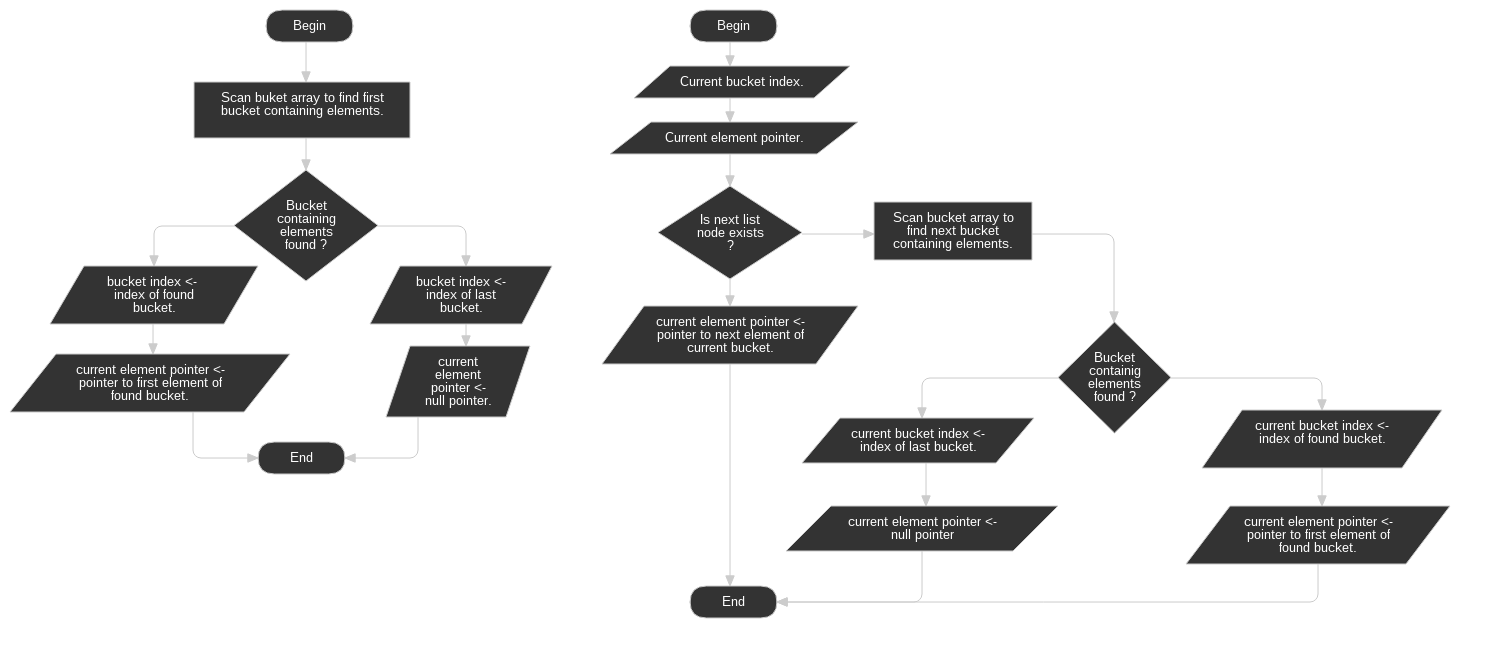 Begin
Scan buket array to find first
bucket containing elements.
Bucket
containing
elements
found ?
bucket index <-
index of found
bucket.
bucket index <-
index of last
bucket.
current element pointer <-
pointer to first element of
found bucket.
current
element
pointer <-
null pointer.
End
Begin
Current bucket index.
Current element pointer.
Is next list
node exists
?
Scan bucket array to
find next bucket
containing elements.
current element pointer <-
pointer to next element of
current bucket.
Bucket
containig
elements
found ?
current bucket index <-
index of last bucket.
current bucket index <-
index of found bucket.
current element pointer <-
null pointer
current element pointer <-
pointer to first element of
found bucket.
End